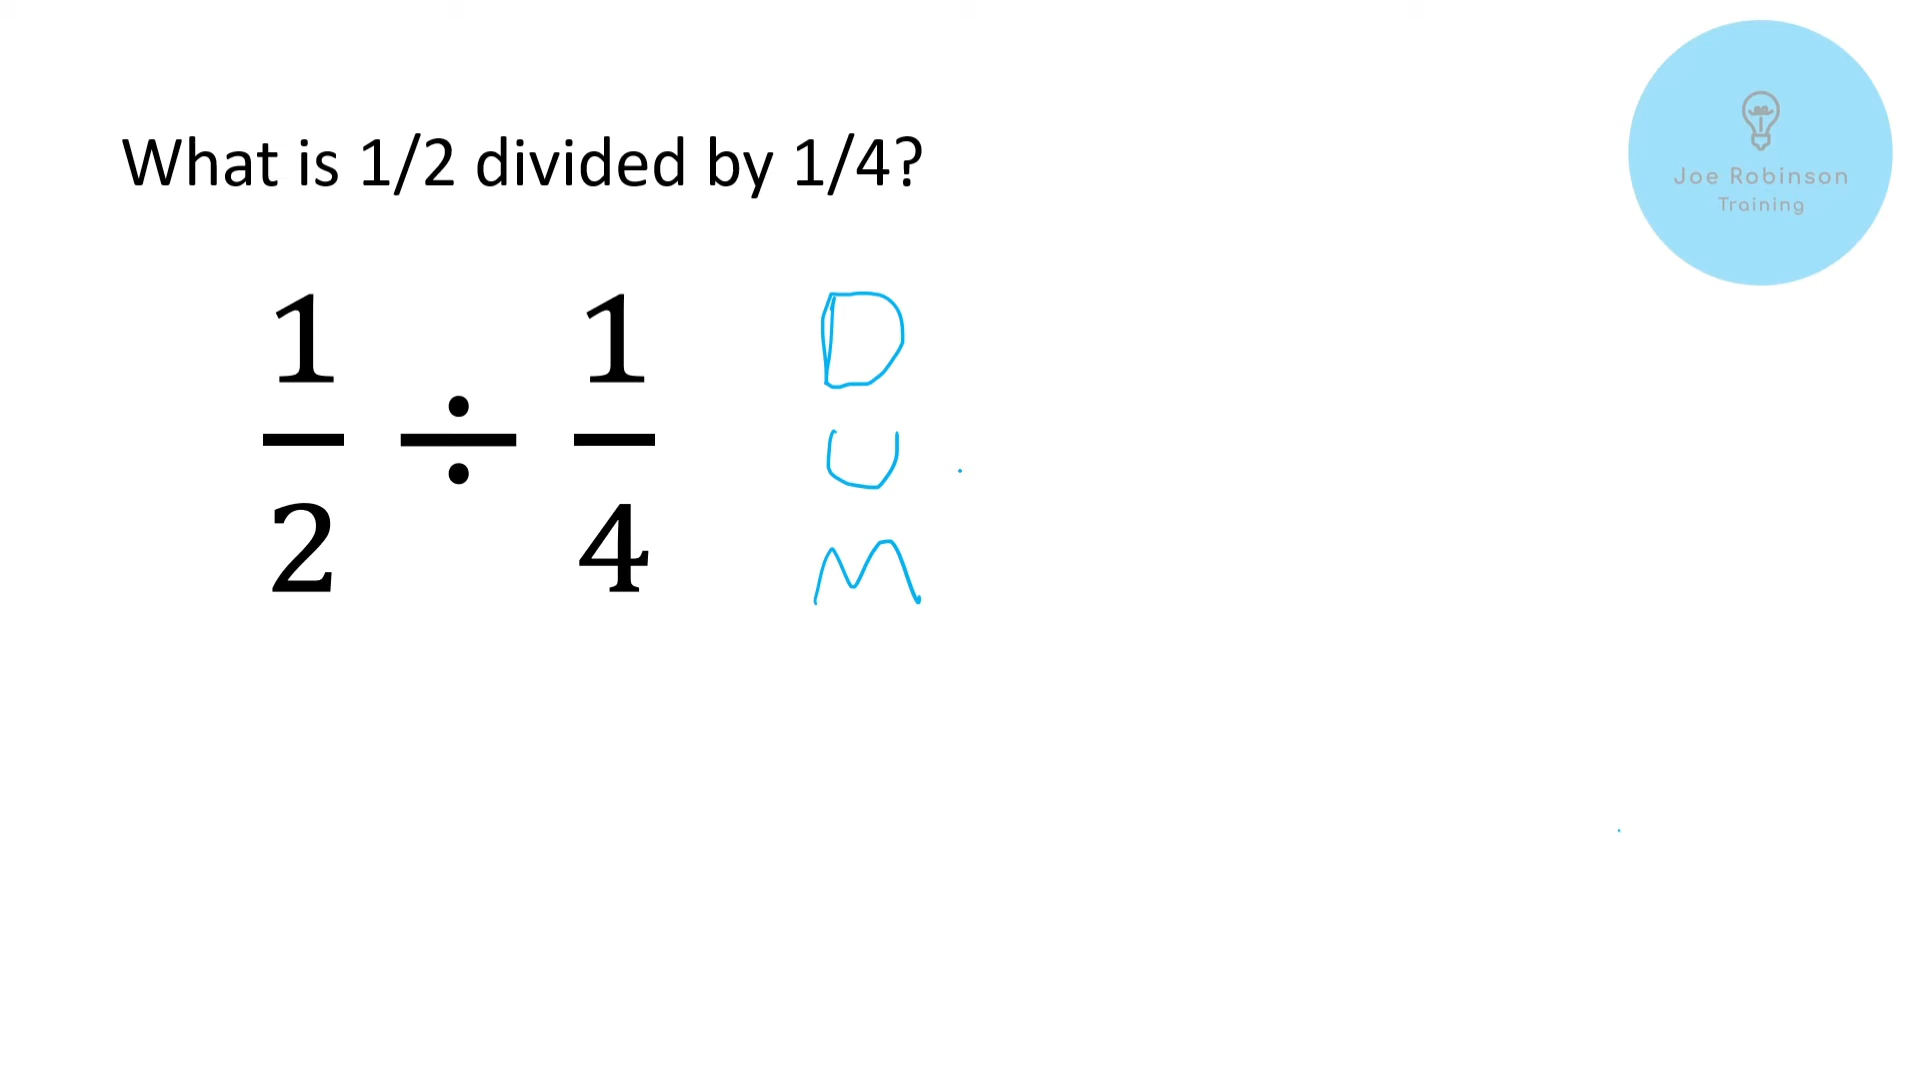 What is 1/2 divided by 1/4?
Joe Robinson
Training
1/2 ÷ 1/4
D
U
M